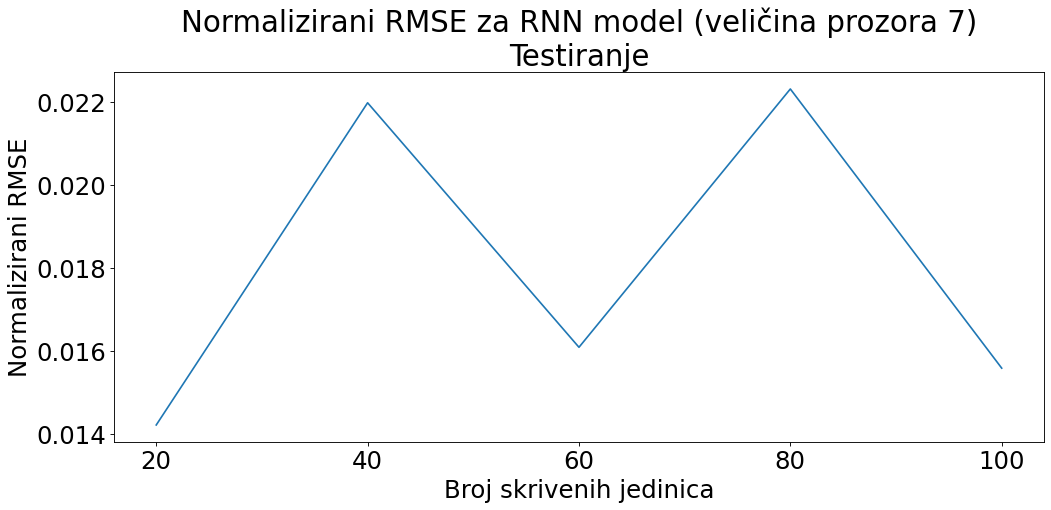 Normalizirani RMSE za RNN model (veličina prozora 7)
Testiranje
Normalizirani RMSE
0.022
0.020
0.018
0.016
0.014
20 40 60 80 100
Broj skrivenih jedinica